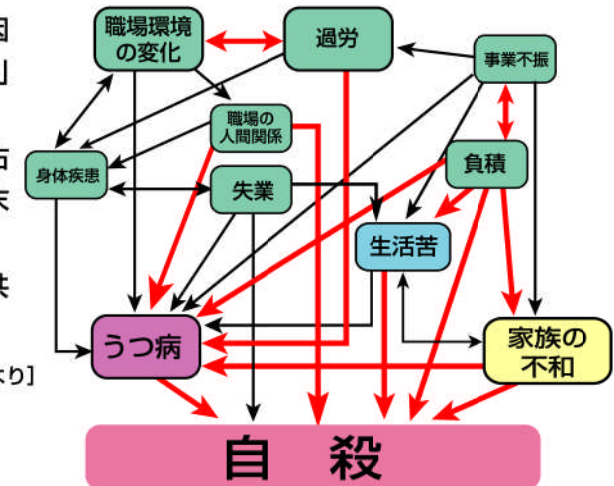 職場環境
の変化
過労
事業不振
職場の
人間関係
負積
身体疾患
失業
生活苦
うつ病
家族の
不和
より]
自 殺